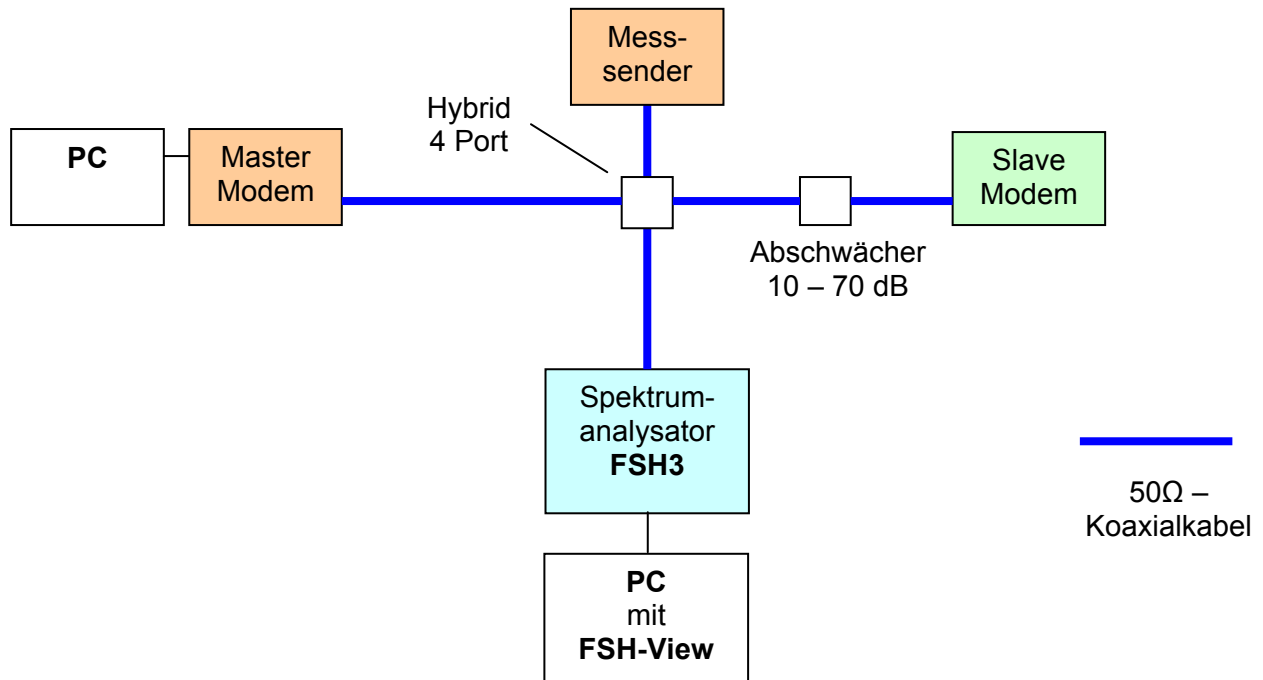 Mess-
sender
Hybrid
4 Port
PC
Master
Modem
Slave
Modem
Abschwächer
10 – 70 dB
Spektrum-
analysator
FSH3
50Ω –
Koaxialkabel
PC
mit
FSH-View